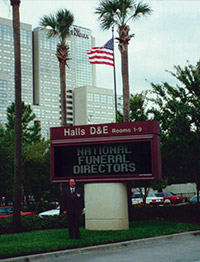 Halls D&E Rooms 1-9
NATIONAL
FUNERAL
DIRECTORS